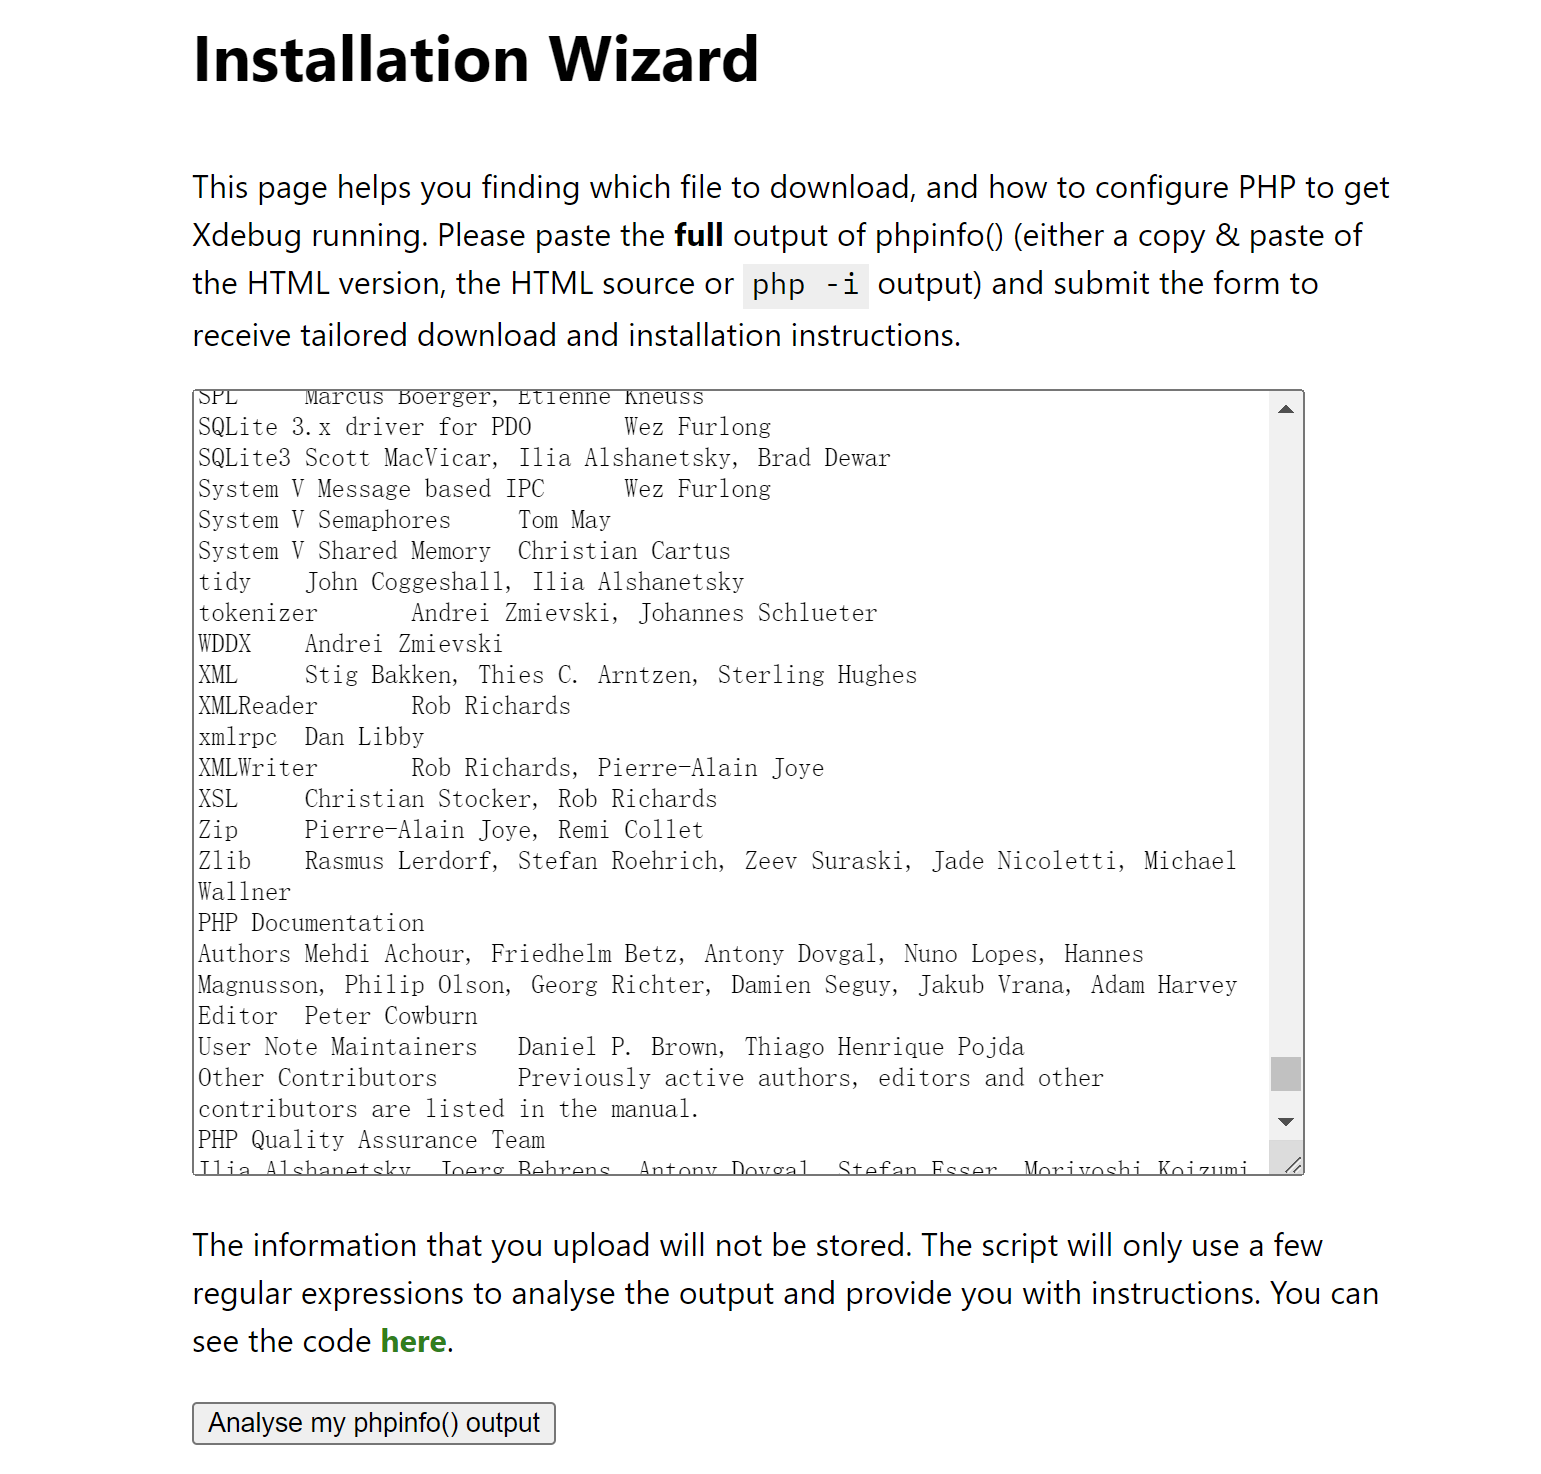 Installation Wizard
This page helps you finding which file to download, and how to configure PHP to get
Xdebug running. Please paste the full output of phpinfo() (either a copy & paste of
the HTML version, the HTML source or php -i output) and submit the form to
receive tailored download and installation instructions.
SPL Marcus Boerger, Etienne Kneuss
SQLite 3.x driver for PDO Wez Furlong
SQLite3 Scott MacVicar, Ilia Alshanetsky, Brad Dewar
System V Message based IPC Wez Furlong
System V Semaphores Tom May
System V Shared Memory Christian Cartus
tidy John Coggeshall, Ilia Alshanetsky
tokenizer Andrei Zmievski, Johannes Schlueter
WDDX Andrei Zmievski
XML Stig Bakken, Thies C. Arntzen, Sterling Hughes
XMLReader Rob Richards
xmlrpc Dan Libby
XMLWriter Rob Richards, Pierre-Alain Joye
XSL Christian Stocker, Rob Richards
Zip Pierre-Alain Joye, Remi Collet
Zlib Rasmus Lerdorf, Stefan Roehrich, Zeev Suraski, Jade Nicoletti, Michael
Wallner
PHP Documentation
Authors Mehdi Achour, Friedhelm Betz, Antony Dovgal, Nuno Lopes, Hannes
Magnusson, Philip Olson, Georg Richter, Damien Seguy, Jakub Vrana, Adam Harvey
Editor Peter Cowburn
User Note Maintainers Daniel P. Brown, Thiago Henrique Pojda
Other Contributors Previously active authors, editors and other
contributors are listed in the manual.
PHP Quality Assurance Team
Ilia Alshanetsky, Joerg Behrens, Antony Dovgal, Stefan Esser, Moriyoshi Koizumi
The information that you upload will not be stored. The script will only use a few
regular expressions to analyse the output and provide you with instructions. You can
see the code here.
Analyse my phpinfo() output